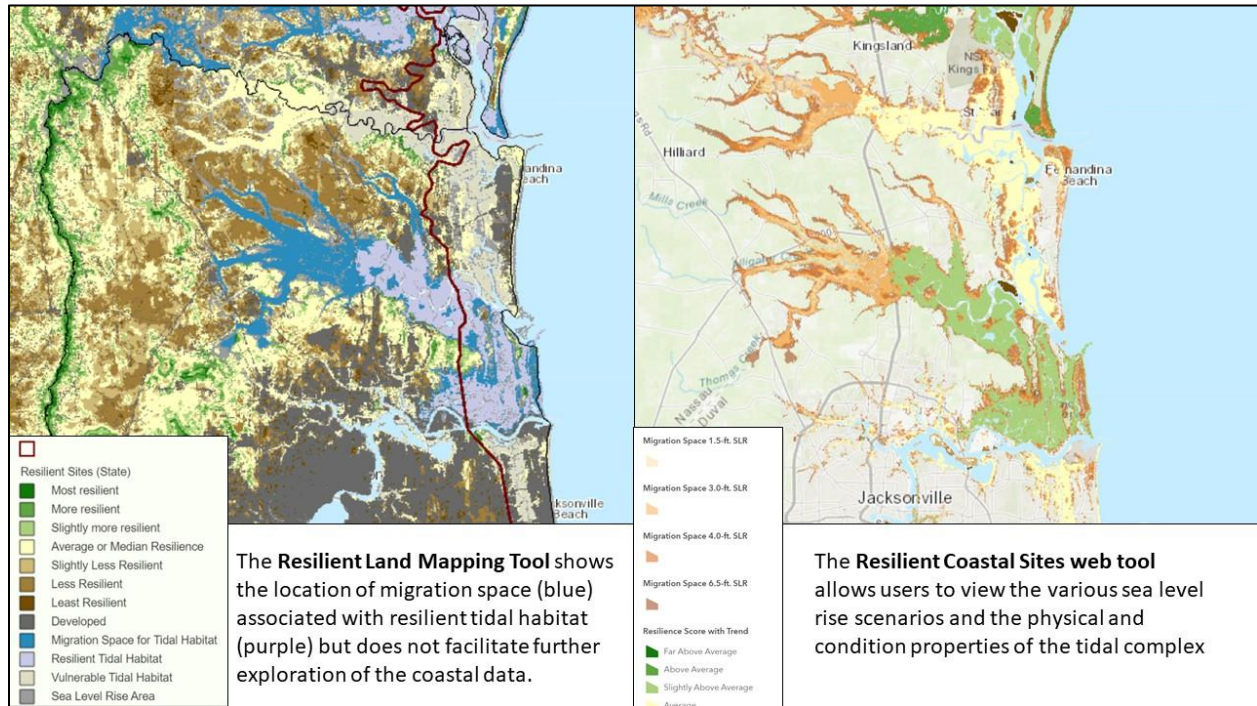 andina
each
ksonville
Beach
Resilient Sites (State)
Most resilient
More resilient
Slightly more resilient
Average or Median Resilience
Slightly Less Resilient
Less Resilient
Least Resilient
Developed
Migration Space for Tidal Habitat
Resilient Tidal Habitat
Vulnerable Tidal Habitat
Sea Level Rise Area
The Resilient Land Mapping Tool shows
the location of migration space (blue)
associated with resilient tidal habitat
(purple) but does not facilitate further
exploration of the coastal data.
Kingsland
Hilliard
Beach
Mills Creek
Thomas Creek
Nassau
Duval
Jacksonville
Migration Space 1.5-ft. SLR
Migration Space 3.0-ft. SLR
Migration Space 4.0-ft. SLR
Migration Space 6.5-ft. SLR
Resilience Score with Trend
Far Above Average
Above Average
Slightly Above Average
Average
The Resilient Coastal Sites web tool
allows users to view the various sea level
rise scenarios and the physical and
condition properties of the tidal complex